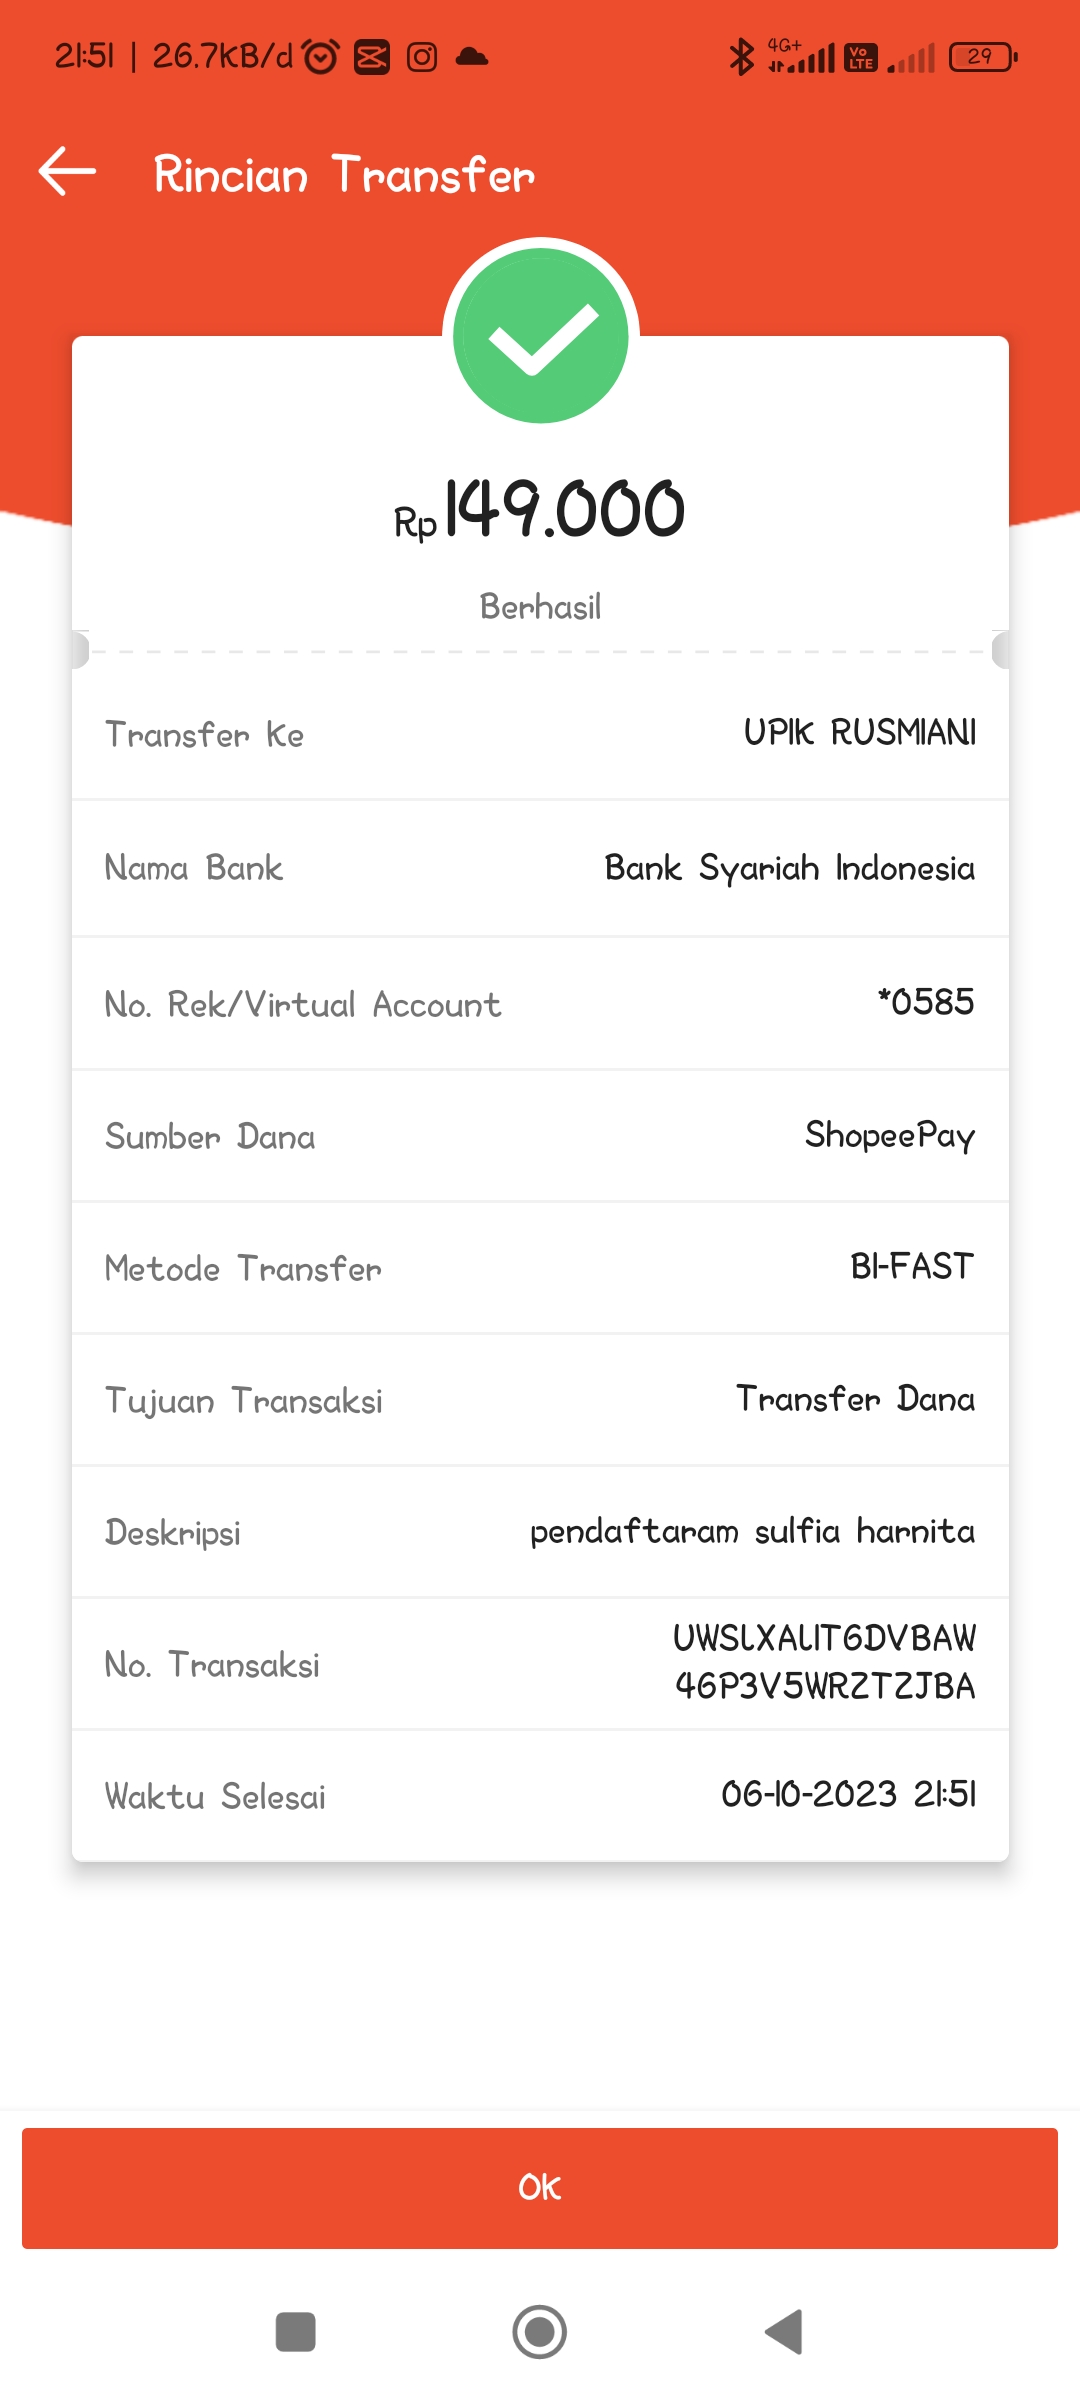 21:51 | 26.7KB/d
4G+
Vo LTE
29
Rincian Transfer
Rp149.000
Berhasil
Transfer Ke UPIK RUSMIANI
Nama Bank Bank Syariah Indonesia
No. Rek/Virtual Account *0585
Sumber Dana ShopeePay
Metode Transfer BI-FAST
Tujuan Transaksi Transfer Dana
Deskripsi pendaftaram sulfia harnita
No. Transaksi UWSLXALIT6DVBAW
46P3V5WRZTZJBA
Waktu Selesai 06-10-2023 21:51
OK